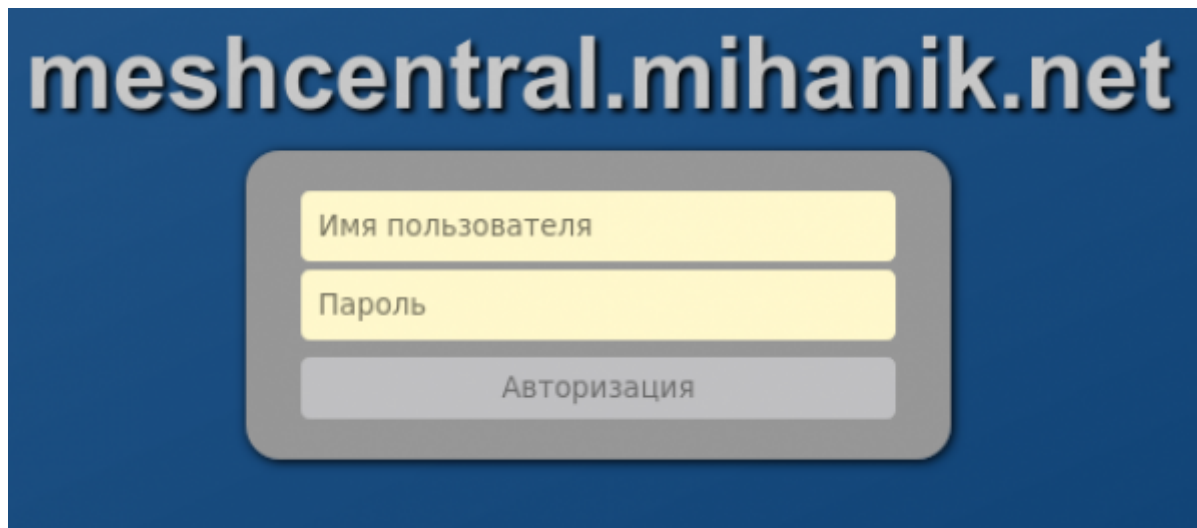 meshcentral.mihanik.net
Имя пользователя
Пароль
Авторизация